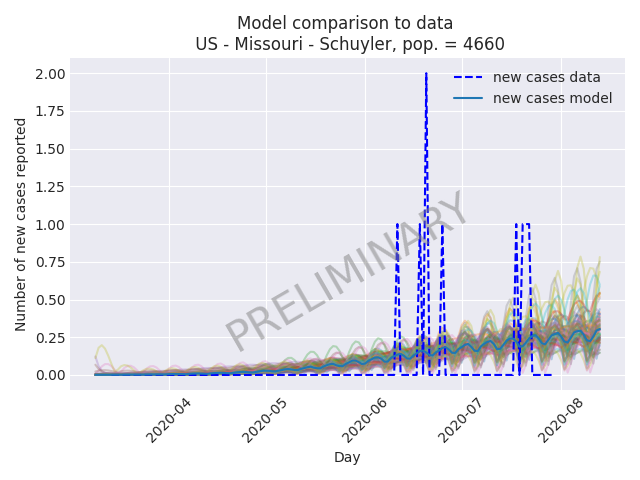 Model comparison to data
US - Missouri - Schuyler, pop. = 4660
new cases data
new cases model
Number of new cases reported
2.00
1.75
1.50
1.25
1.00
0.75
0.50
0.25
0.00
PRELIMINARY
2020-04
2020-05
2020-06
2020-07
2020-08
Day